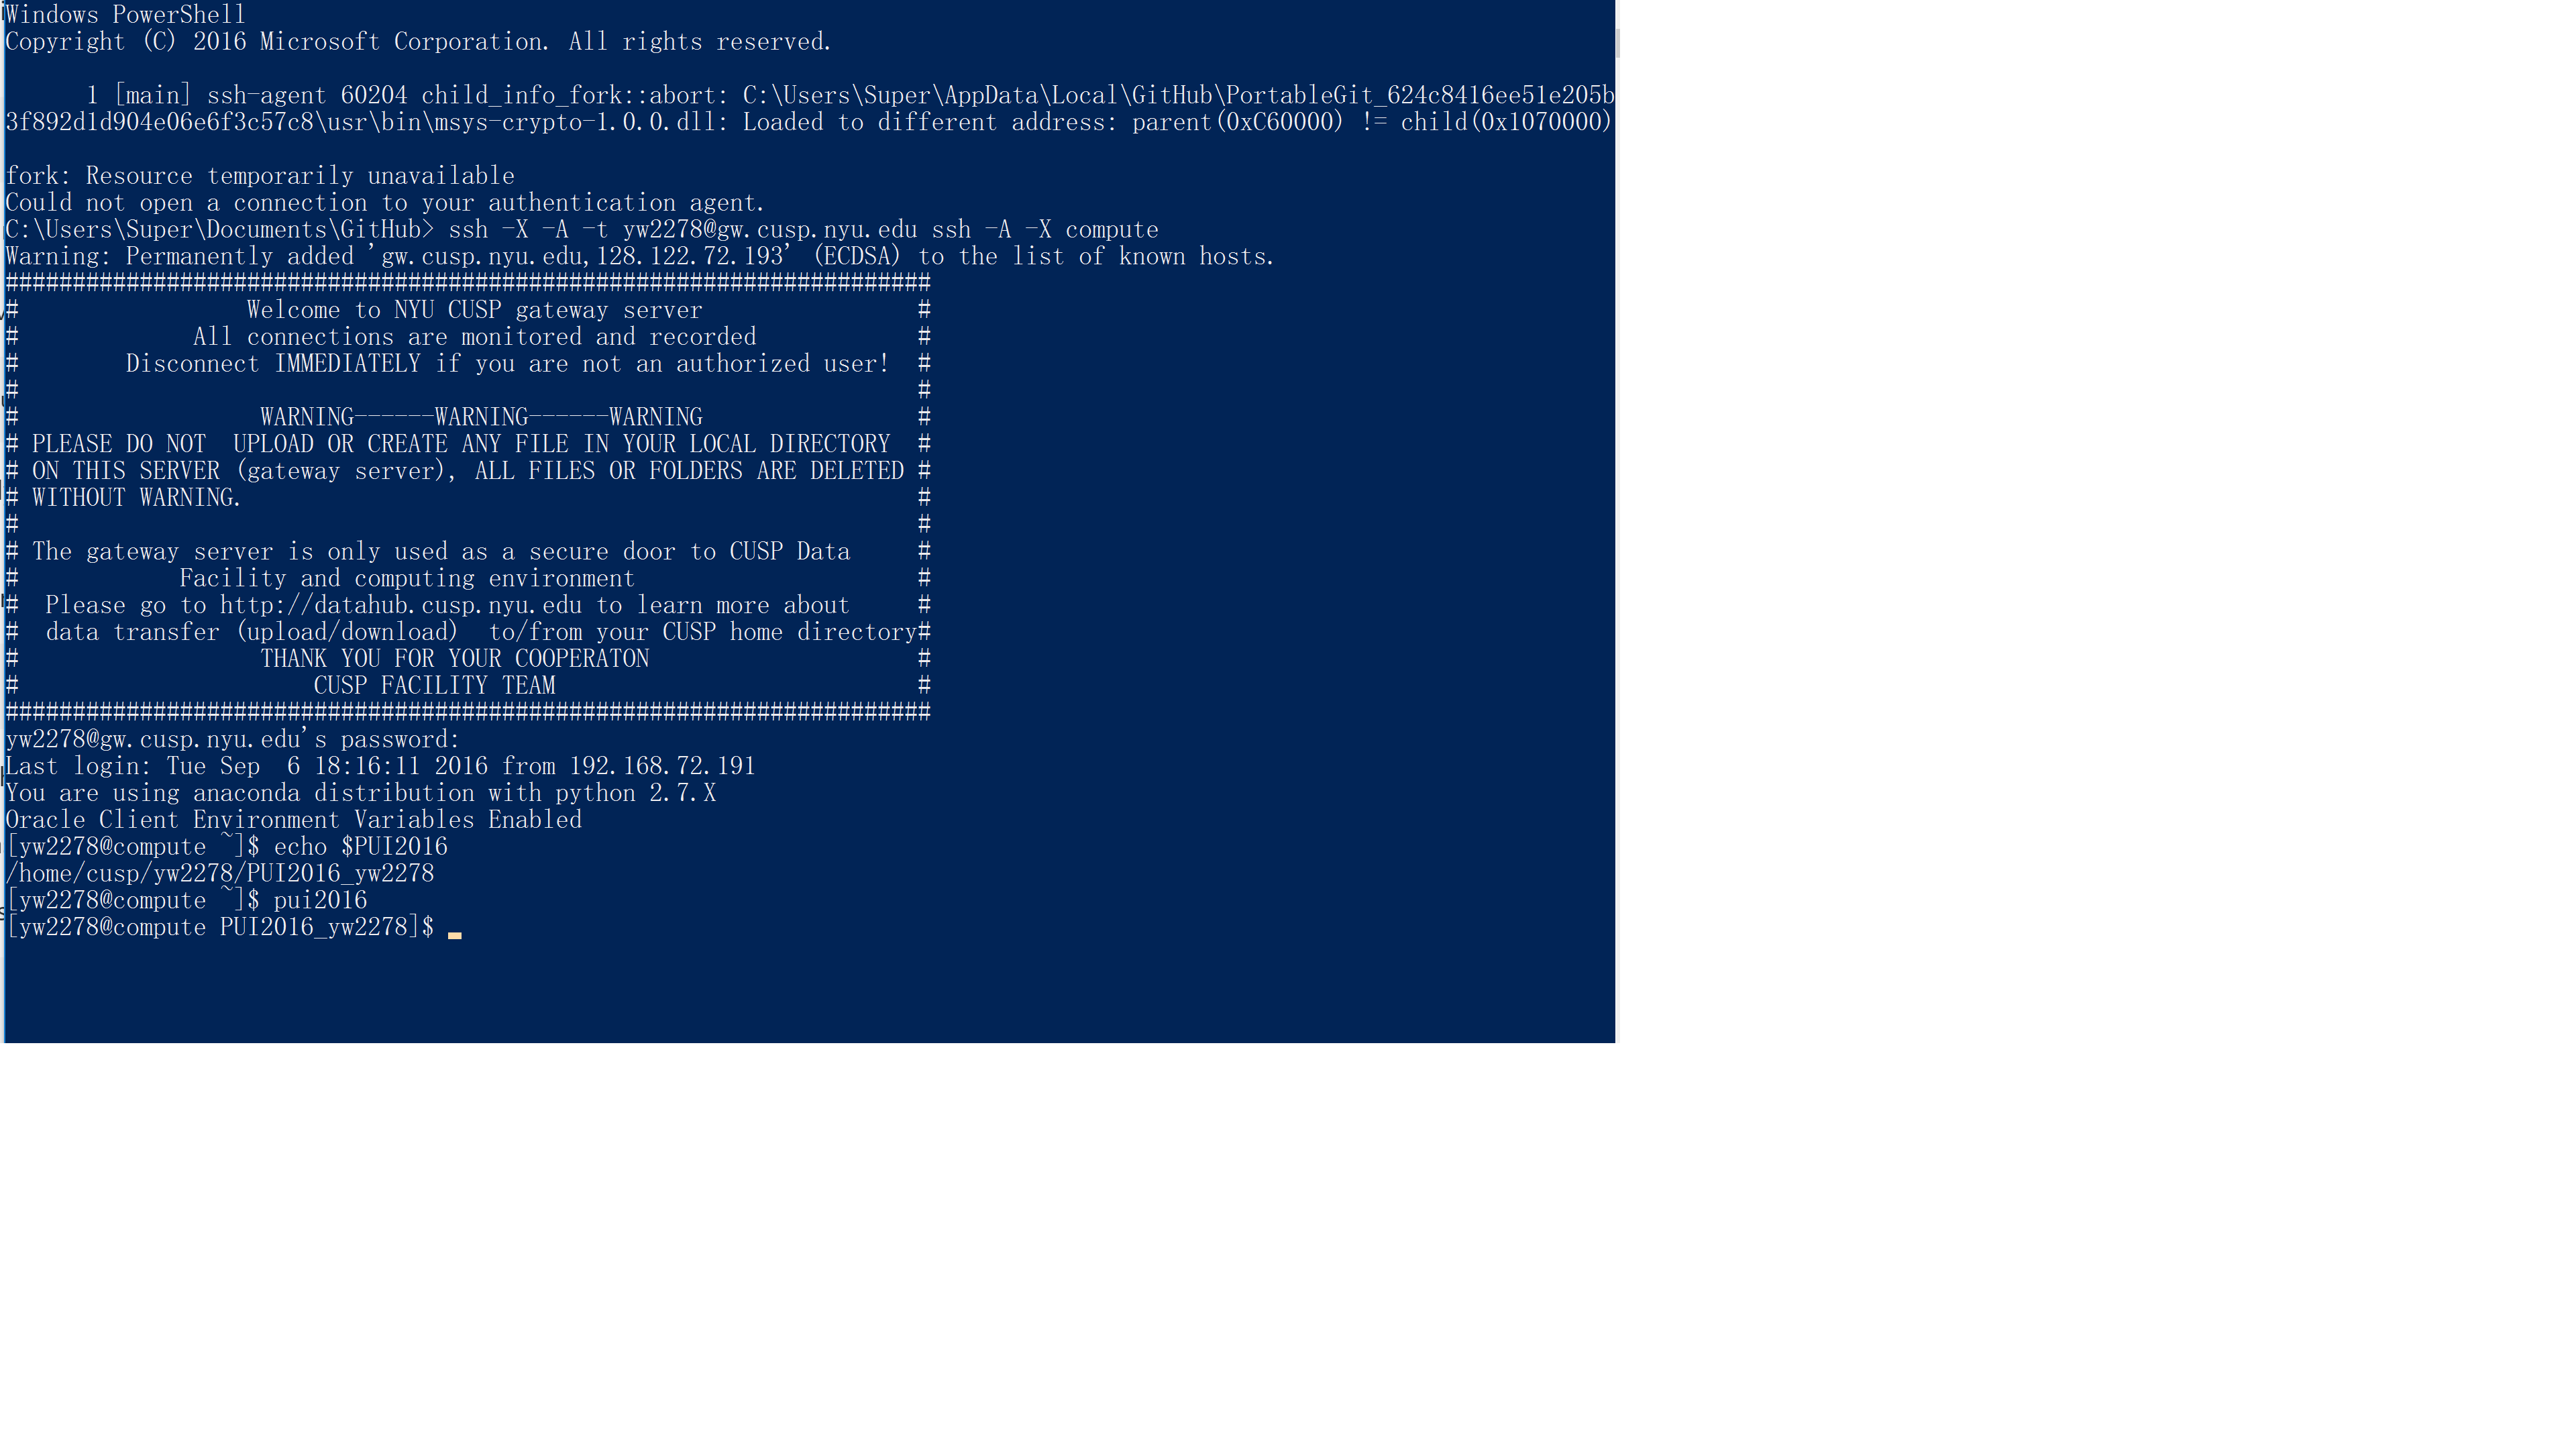 Windows PowerShell
Copyright (C) 2016 Microsoft Corporation. All rights reserved.
1 [main] ssh-agent 60204 child_info_fork::abort: C:\Users\Super\AppData\Local\GitHub\PortableGit_624c8416ee51e205b
3f892d1d904e06e6f3c57c8\usr\bin\msys-crypto-1.0.0.dll: Loaded to different address: parent(0xC60000) != child(0x1070000)
fork: Resource temporarily unavailable
Could not open a connection to your authentication agent.
C:\Users\Super\Documents\GitHub> ssh -X -A -t yw2278@gw.cusp.nyu.edu ssh -A -X compute
Warning: Permanently added 'gw.cusp.nyu.edu,128.122.72.193' (ECDSA) to the list of known hosts.
#####################################################################
#                 Welcome to NYU CUSP gateway server                #
#             All connections are monitored and recorded            #
#        Disconnect IMMEDIATELY if you are not an authorized user!  #
#                                                                   #
#                  WARNING------WARNING------WARNING                #
# PLEASE DO NOT  UPLOAD OR CREATE ANY FILE IN YOUR LOCAL DIRECTORY  #
# ON THIS SERVER (gateway server), ALL FILES OR FOLDERS ARE DELETED #
# WITHOUT WARNING.                                                  #
#                                                                   #
# The gateway server is only used as a secure door to CUSP Data     #
#            Facility and computing environment                     #
#  Please go to http://datahub.cusp.nyu.edu to learn more about     #
#  data transfer (upload/download)  to/from your CUSP home directory#
#                  THANK YOU FOR YOUR COOPERATON                    #
#                      CUSP FACILITY TEAM                           #
#####################################################################
yw2278@gw.cusp.nyu.edu's password:
Last login: Tue Sep  6 18:16:11 2016 from 192.168.72.191
You are using anaconda distribution with python 2.7.X
Oracle Client Environment Variables Enabled
[yw2278@compute ~]$ echo $PUI2016
/home/cusp/yw2278/PUI2016_yw2278
[yw2278@compute ~]$ pui2016
[yw2278@compute PUI2016_yw2278]$